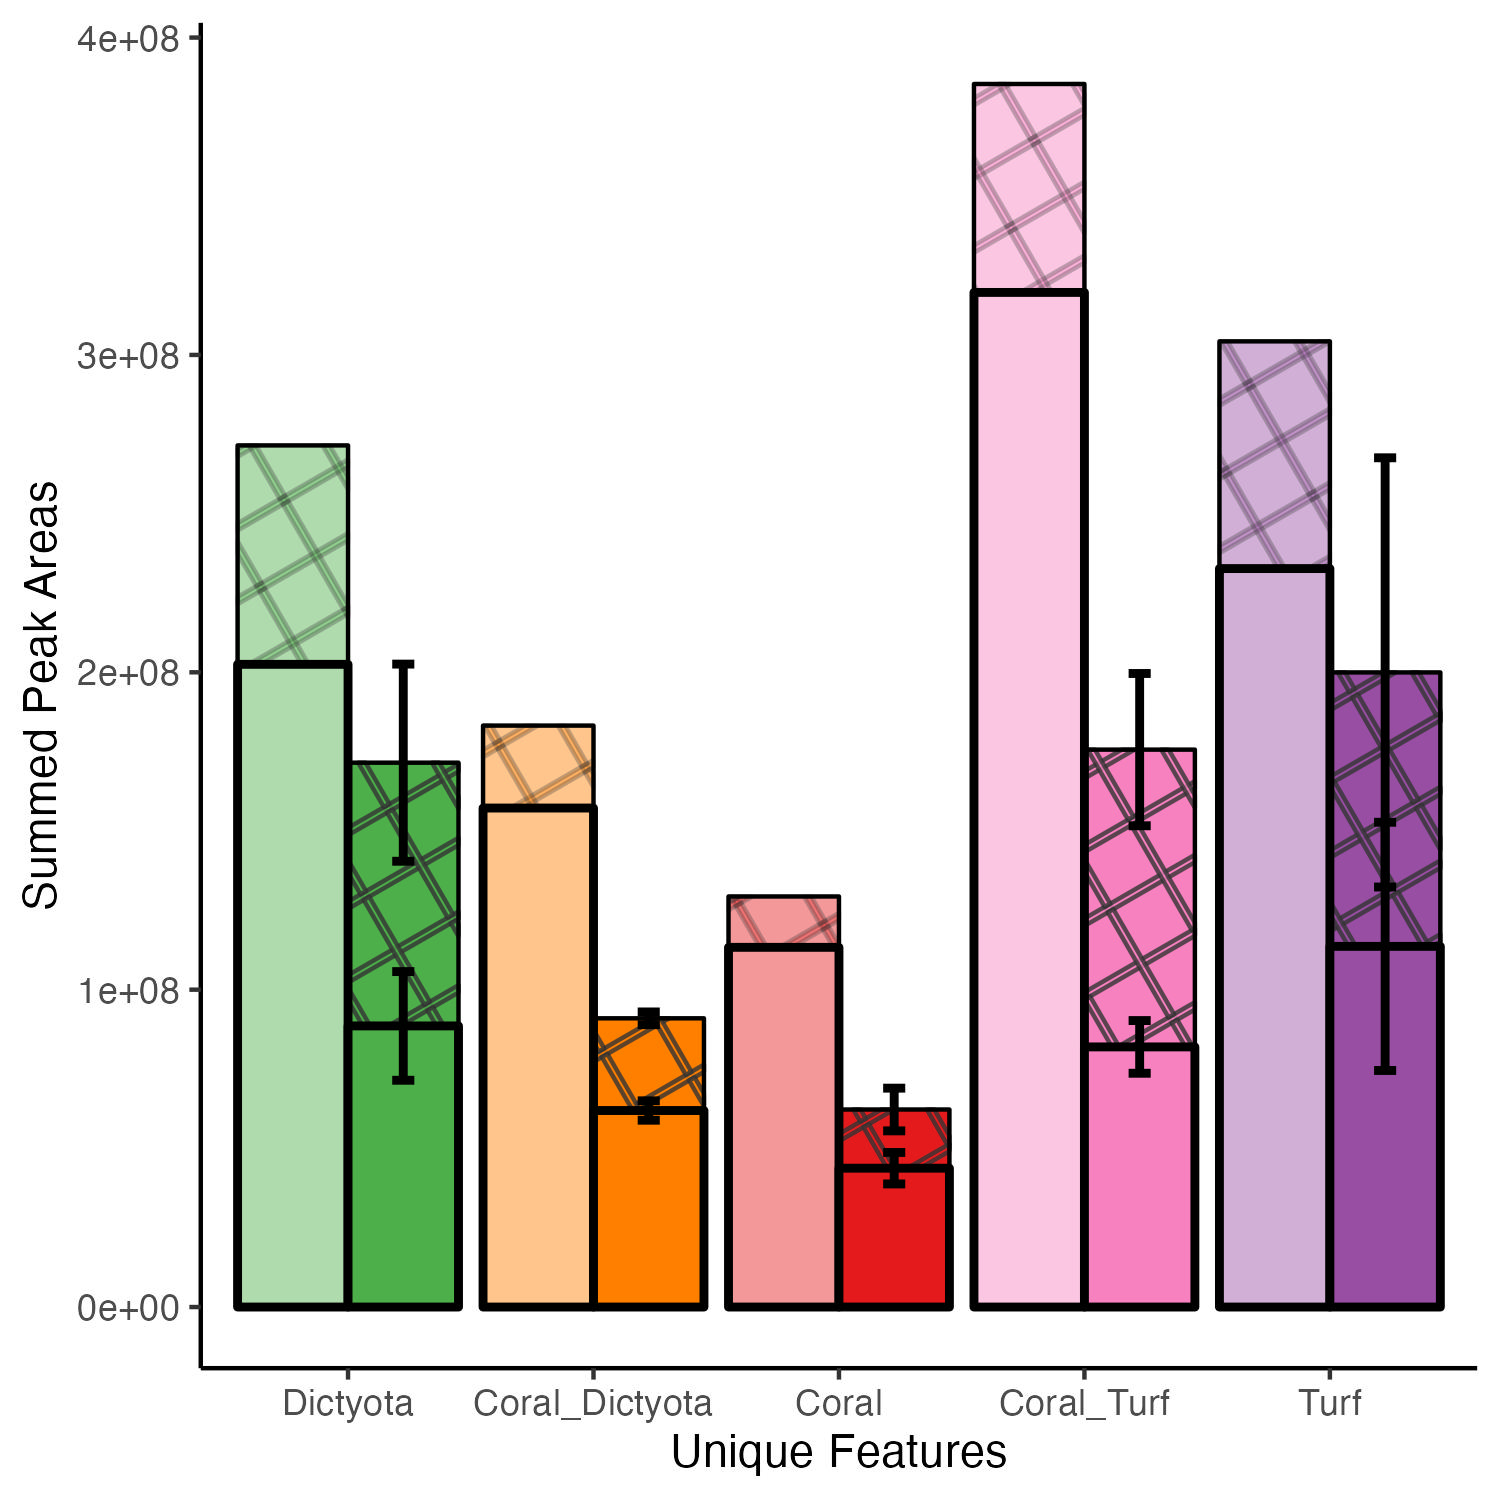 4e+08
3e+08
2e+08
1e+08
0e+00
Summed Peak Areas
Dictyota Coral_Dictyota Coral Coral_Turf Turf
Unique Features